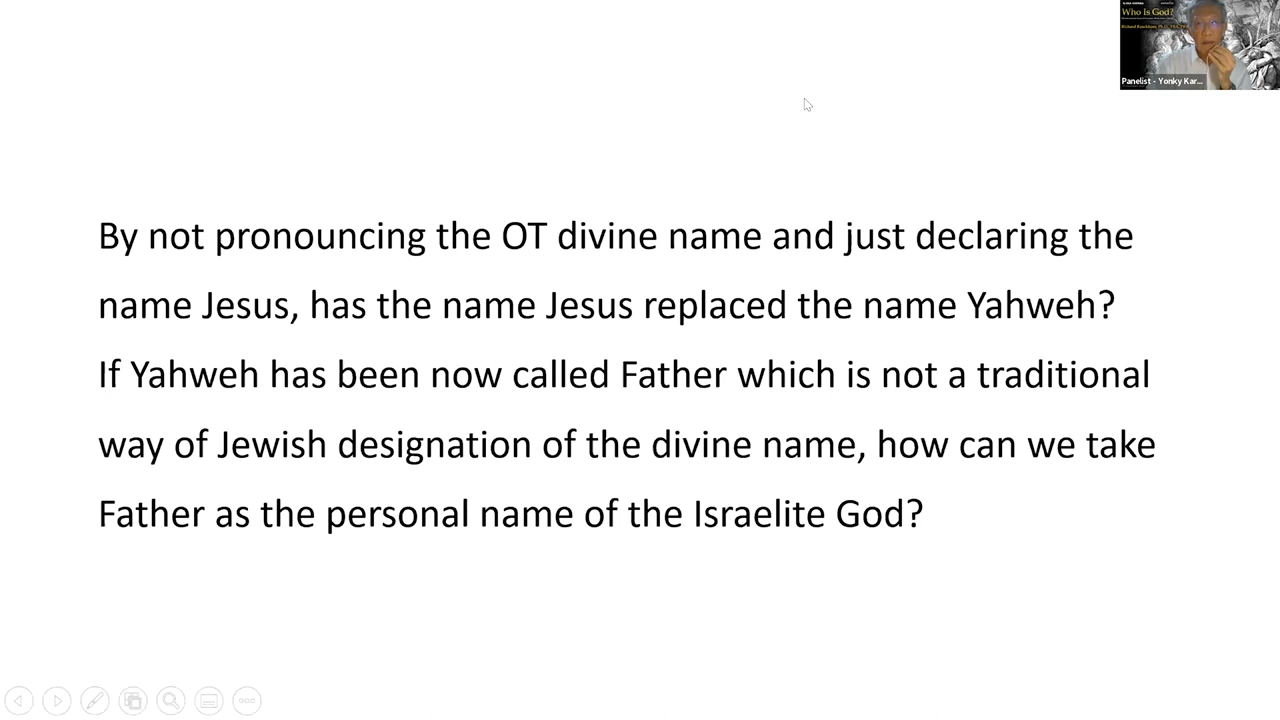 Who Is God?
Panelist - Yonky Kar...
By not pronouncing the OT divine name and just declaring the
name Jesus, has the name Jesus replaced the name Yahweh?
If Yahweh has been now called Father which is not a traditional
way of Jewish designation of the divine name, how can we take
Father as the personal name of the Israelite God?